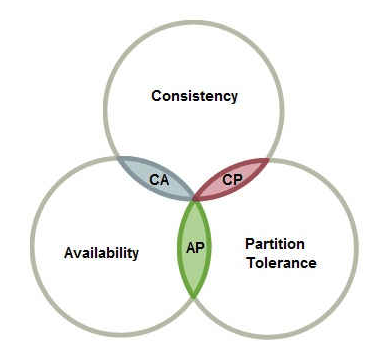 Consistency
CA
CP
Availability
AP
Partition
Tolerance